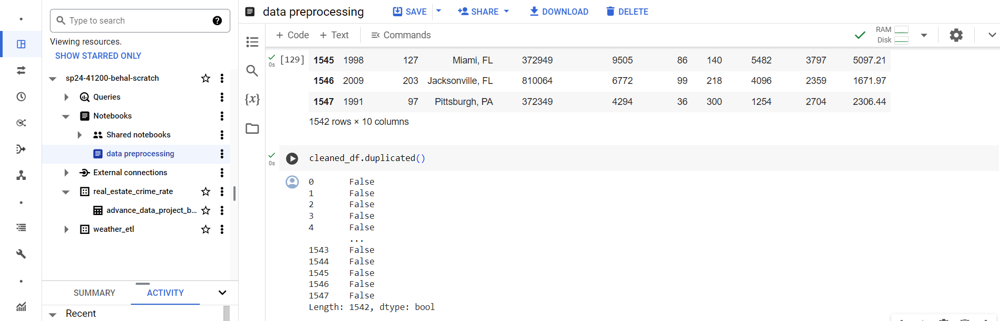 data preprocessing SAVE SHARE DOWNLOAD DELETE
Type to search
Viewing resources.
SHOW STARRED ONLY
sp24-41200-behal-scratch
Queries
Notebooks
Shared notebooks
data preprocessing
External connections
real_estate_crime_rate
advance_data_project_b...
weather_etl
SUMMARY ACTIVITY
Recent
+ Code + Text Commands
RAM
Disk
0s
[129]
1545 1998 127 Miami, FL 372949 9505 86 140 5482 3797 5097.21
1546 2009 203 Jacksonville, FL 810064 6772 99 218 4096 2359 1671.97
1547 1991 97 Pittsburgh, PA 372349 4294 36 300 1254 2704 2306.44
1542 rows × 10 columns
0s
cleaned_df.duplicated()
0 False
1 False
2 False
3 False
4 False
...
1543 False
1544 False
1545 False
1546 False
1547 False
Length: 1542, dtype: bool